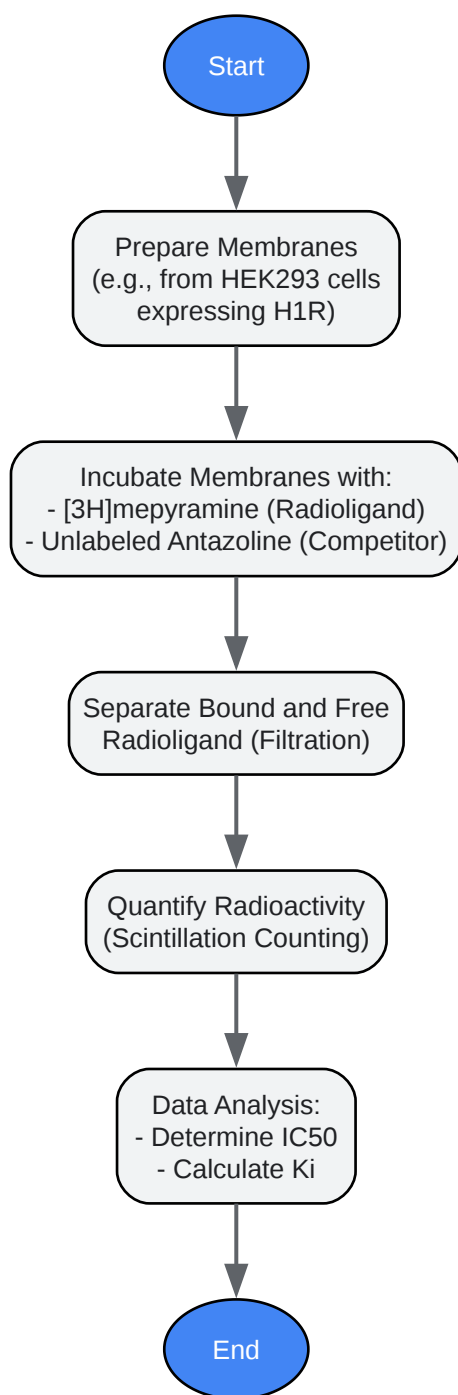 Start
Prepare Membranes
(e.g., from HEK293 cells
expressing H1R)
Incubate Membranes with:
- [3H]mepyramine (Radioligand)
- Unlabeled Antazoline (Competitor)
Separate Bound and Free
Radioligand (Filtration)
Quantify Radioactivity
(Scintillation Counting)
Data Analysis:
- Determine IC50
- Calculate Ki
End